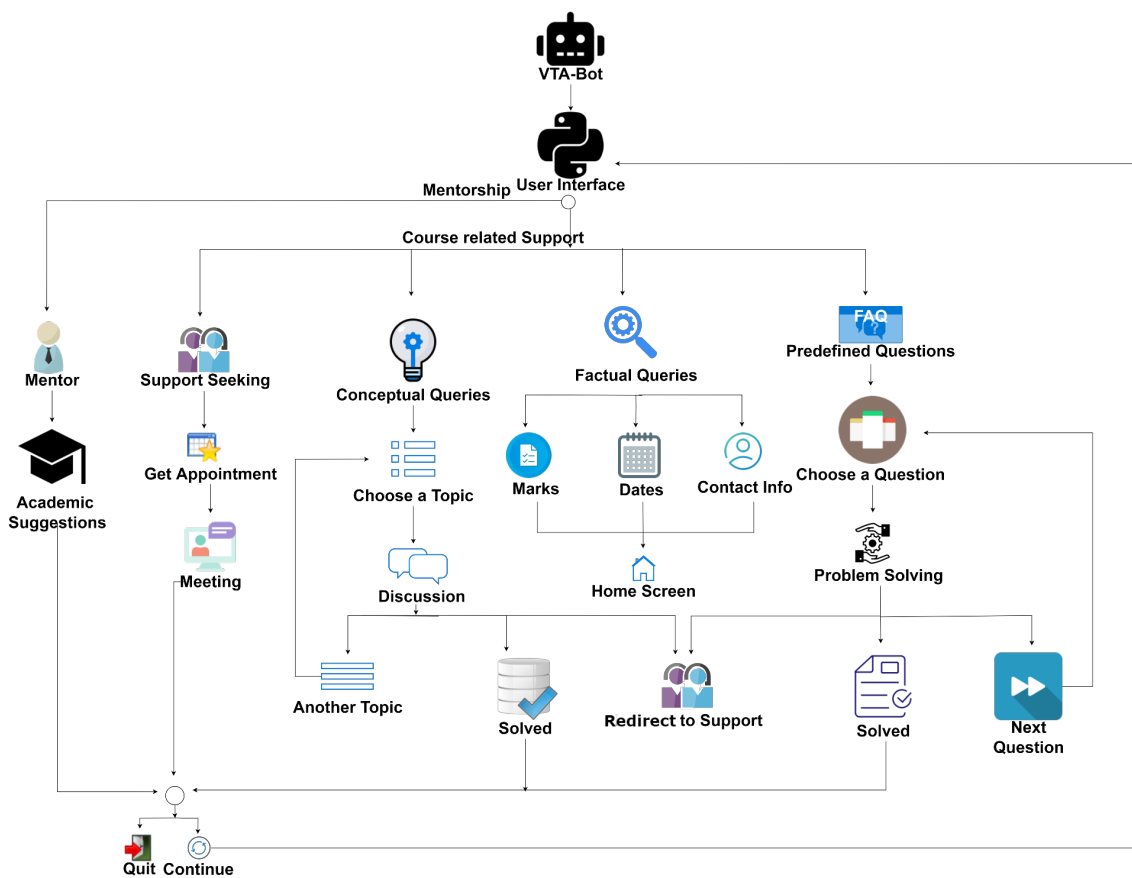 VTA-Bot
User Interface
Mentorship
Course related Support
FAQ
?
Predefined Questions
Mentor
Support Seeking
Conceptual Queries
Factual Queries
Academic
Suggestions
Get Appointment
Choose a Topic
Marks
Dates
Contact Info
Choose a Question
Meeting
Discussion
Home Screen
Problem Solving
Another Topic
Solved
Redirect to Support
Solved
Next
Question
Quit
Continue